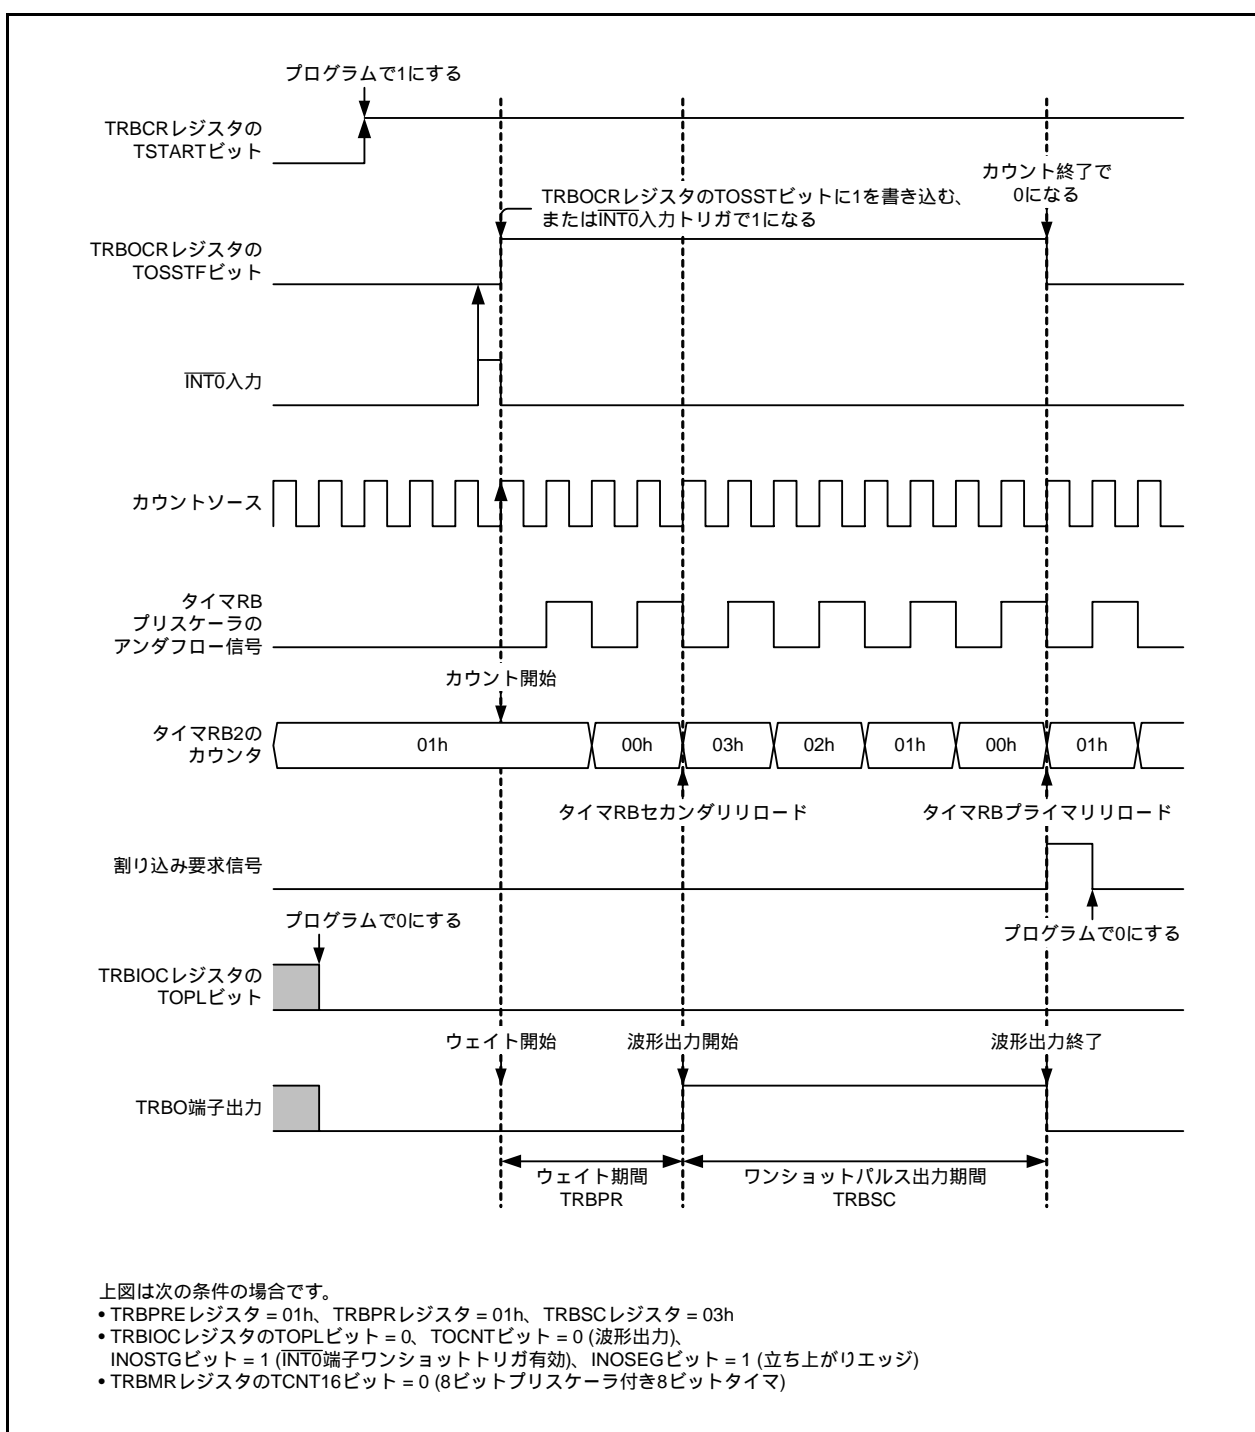 プログラムで1にする
TRBCRレジスタの
TSTARTビット
カウント終了で
0になる
TRBOCRレジスタのTOSSTビットに1を書き込む、
またはINT0入力トリガで1になる
TRBOCRレジスタの
TOSSTFビット
INT0入力
カウントソース
タイマRB
プリスケーラの
アンダフロー信号
カウント開始
タイマRB2の
カウンタ
01h 00h 03h 02h 01h 00h 01h
タイマRBセカンダリリロード タイマRBプライマリリロード
割り込み要求信号
プログラムで0にする
プログラムで0にする
TRBIOCレジスタの
TOPLビット
ウェイト開始 波形出力開始 波形出力終了
TRBO端子出力
ウェイト期間
TRBPR
ワンショットパルス出力期間
TRBSC
上図は次の条件の場合です。
• TRBPREレジスタ = 01h、TRBPRレジスタ = 01h、TRBSCレジスタ = 03h
• TRBIOCレジスタのTOPLビット = 0、TOCNTビット = 0 (波形出力)、
INOSTGビット = 1 (INT0端子ワンショットトリガ有効)、INOSEGビット = 1 (立ち上がりエッジ)
• TRBMRレジスタのTCNT16ビット = 0 (8ビットプリスケーラ付き8ビットタイマ)